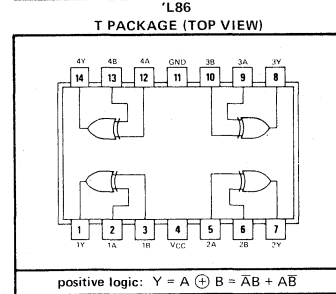 'L86
T PACKAGE (TOP VIEW)
4Y 4B 4A GND 3B 3A 3Y
14 13 12 11 10 9 8
1 2 3 4 5 6 7
1Y 1A 1B VCC 2A 2B 2Y
positive logic: Y = A ⊕ B = A̅B + AB̅